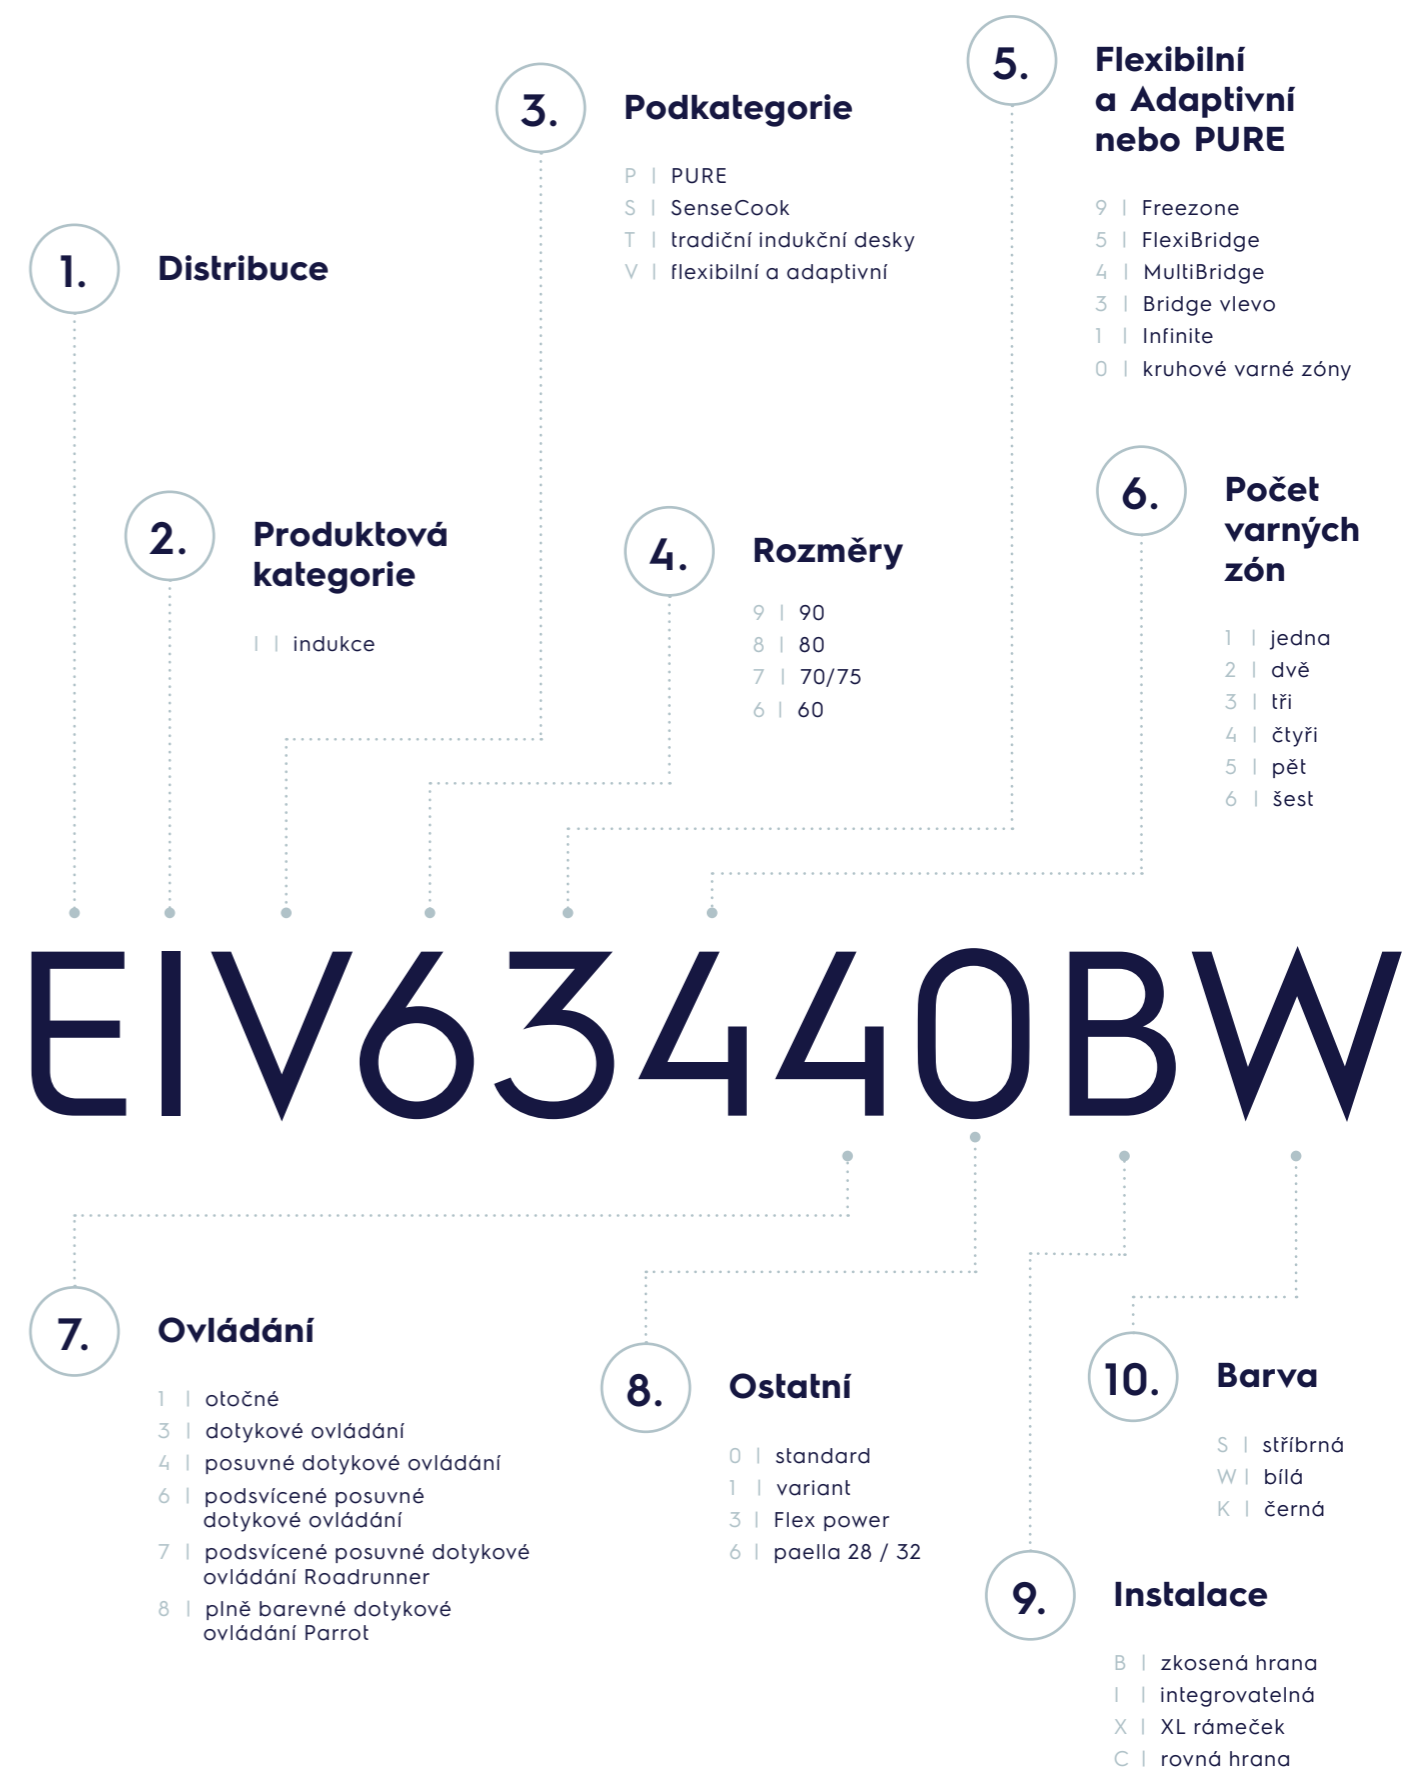 1.
Distribuce
2.
Produktová
kategorie
I | indukce
3.
Podkategorie
P | PURE
S | SenseCook
T | tradiční indukční desky
V | flexibilní a adaptivní
4.
Rozměry
9 | 90
8 | 80
7 | 70/75
6 | 60
5.
Flexibilní
a Adaptivní
nebo PURE
9 | Freezone
5 | FlexiBridge
4 | MultiBridge
3 | Bridge vlevo
1 | Infinite
0 | kruhové varné zóny
6.
Počet
varných
zón
1 | jedna
2 | dvě
3 | tři
4 | čtyři
5 | pět
6 | šest
EIV63440BW
7.
Ovládání
1 | otočné
3 | dotykové ovládání
4 | posuvné dotykové ovládání
6 | podsvícené posuvné
dotykové ovládání
7 | podsvícené posuvné dotykové
ovládání Roadrunner
8 | plně barevné dotykové
ovládání Parrot
8.
Ostatní
0 | standard
1 | variant
3 | Flex power
6 | paella 28 / 32
9.
Instalace
B | zkosená hrana
I | integrovatelná
X | XL rámeček
C | rovná hrana
10.
Barva
S | stříbrná
W | bílá
K | černá